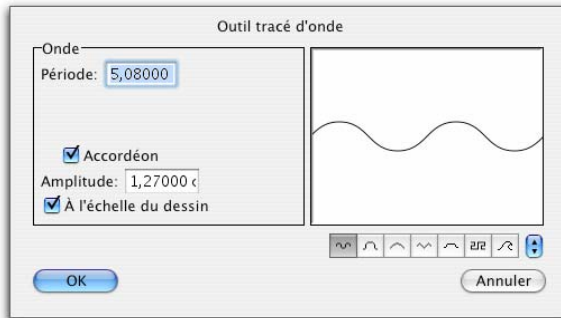 Outil tracé d'onde
Onde
Période: 5,08000
Accordéon
Amplitude: 1,27000 c
À l'échelle du dessin
OK
Annuler